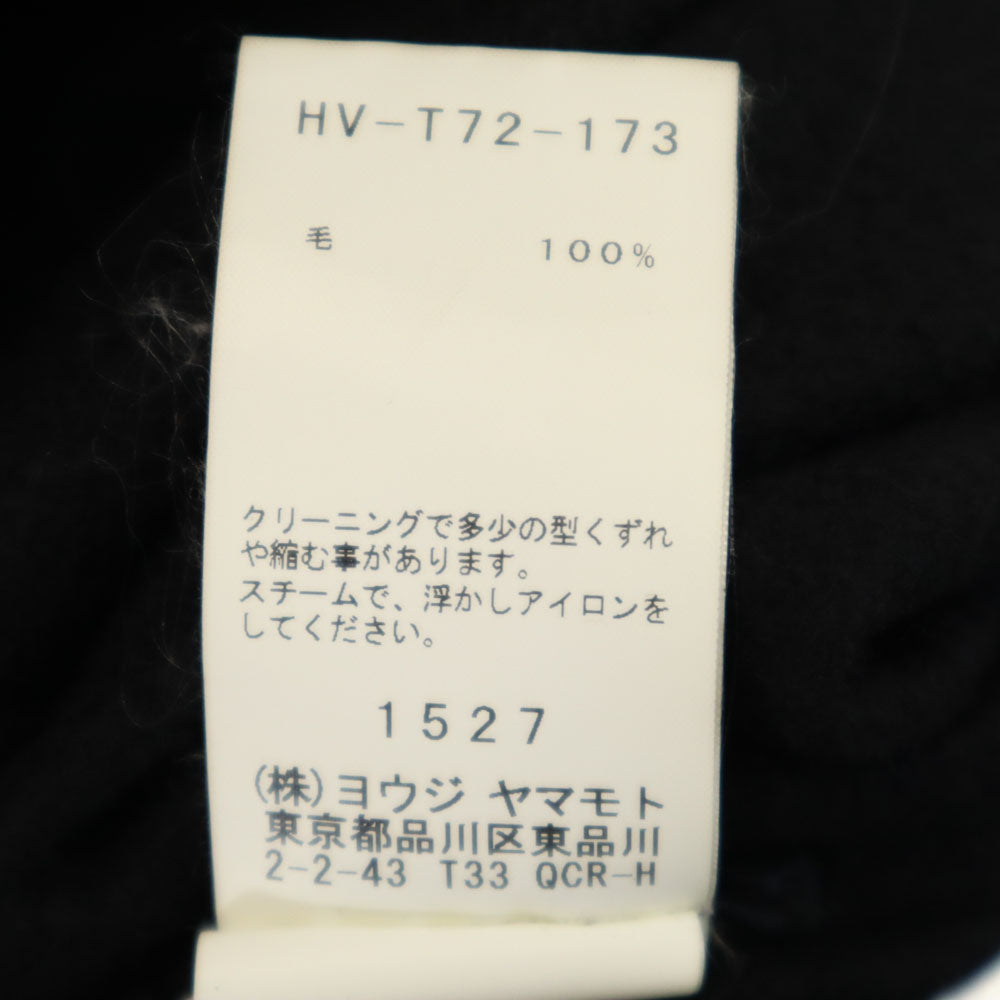 HV-T72-173
毛 100%
クリーニングで多少の型くずれ
や縮む事があります。
スチームで、浮かしアイロンを
してください。
1527
(株)ヨウジ ヤマモト
東京都品川区東品川
2-2-43 T33 QCR-H